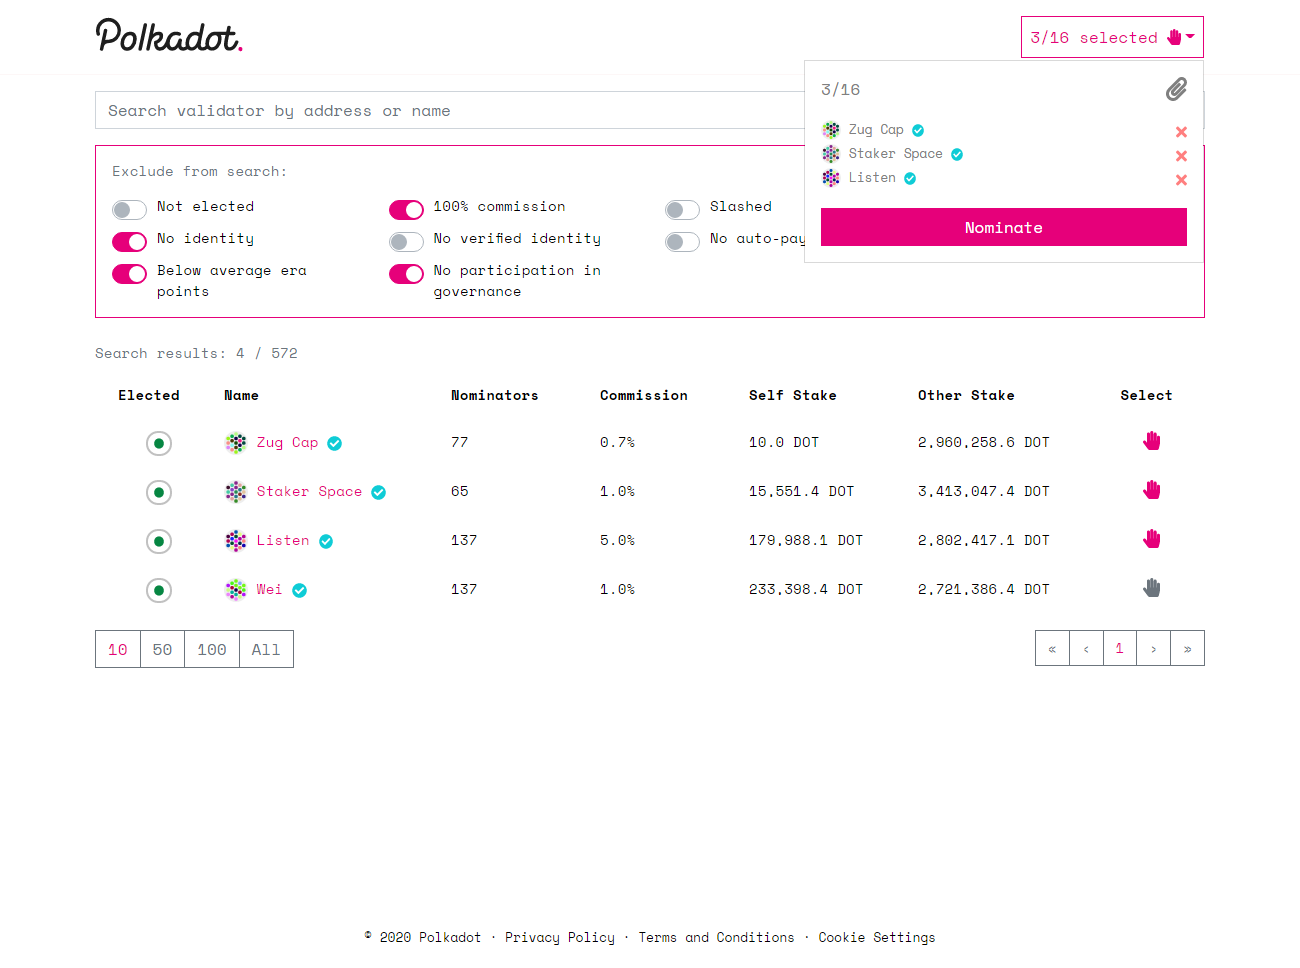 Polkadot.
3/16 selected
Search validator by address or name
3/16
Zug Cap
Staker Space
Listen
Nominate
Exclude from search:
Not elected
100% commission
Slashed
No identity
No verified identity
No auto-pay
Below average era
points
No participation in
governance
Search results: 4 / 572
Elected Name Nominators Commission Self Stake Other Stake Select
Zug Cap 77 0.7% 10.0 DOT 2,960,258.6 DOT
Staker Space 65 1.0% 15,551.4 DOT 3,413,047.4 DOT
Listen 137 5.0% 179,988.1 DOT 2,802,417.1 DOT
Wei 137 1.0% 233,398.4 DOT 2,721,386.4 DOT
10 50 100 All
« ‹ 1 › »
© 2020 Polkadot · Privacy Policy · Terms and Conditions · Cookie Settings